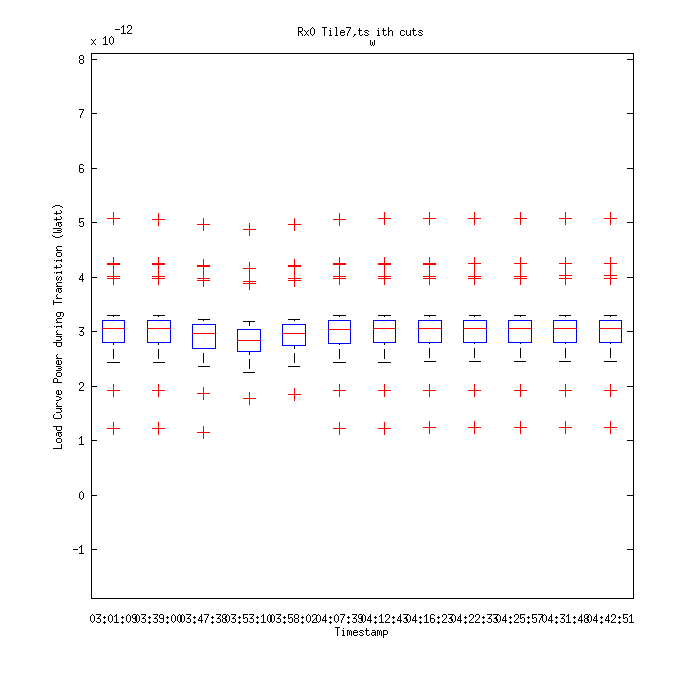 Rx0 Tile7,ts ith cuts
w
x 10
-12
8
7
6
5
4
3
2
1
0
-1
Load Curve Power during Transition (Watt)
03:01:09 03:39:00 03:47:38 03:53:10 03:58:02 04:07:39 04:12:43 04:16:23 04:22:33 04:25:57 04:31:48 04:42:51
Timestamp